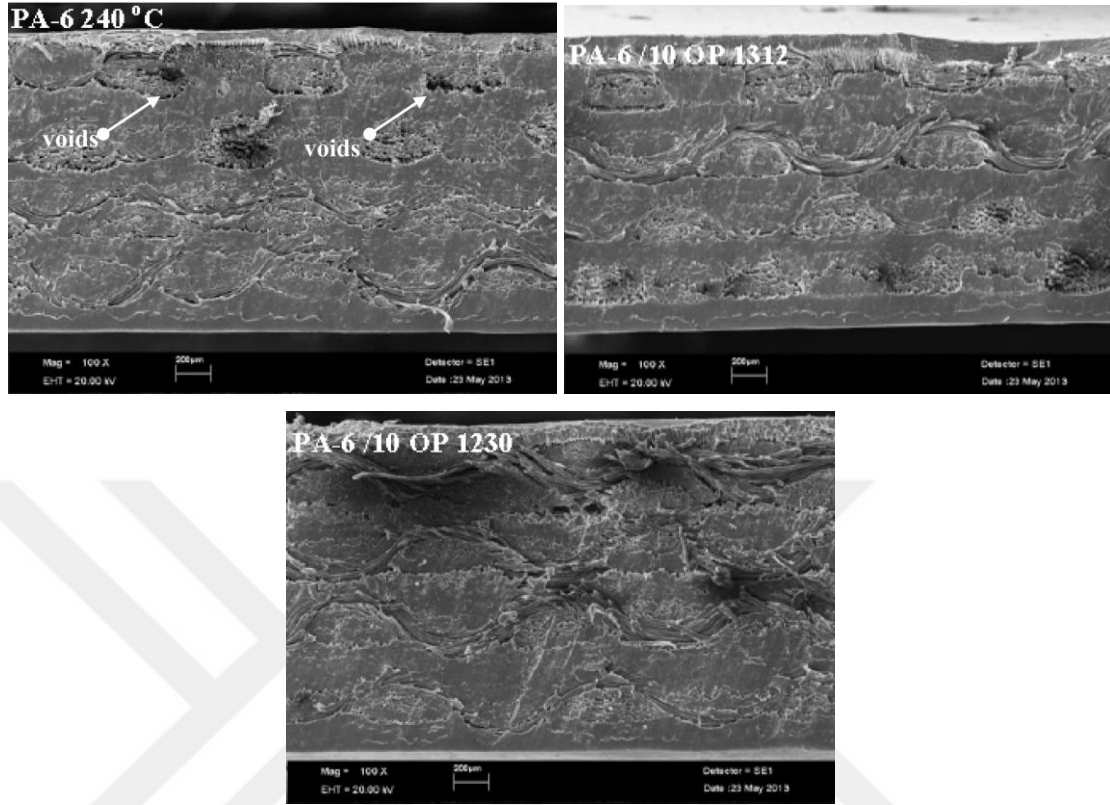 PA-6 240 °C
voids
voids
Mag = 100 X
200µm
Detector = SE1
EHT = 20.00 kV
Date :23 May 2013
PA-6 /10 OP 1312
Mag = 100 X
200µm
Detector = SE1
EHT = 20.00 kV
Date :23 May 2013
PA-6 /10 OP 1230
Mag = 100 X
200µm
Detector = SE1
EHT = 20.00 kV
Date :23 May 2013